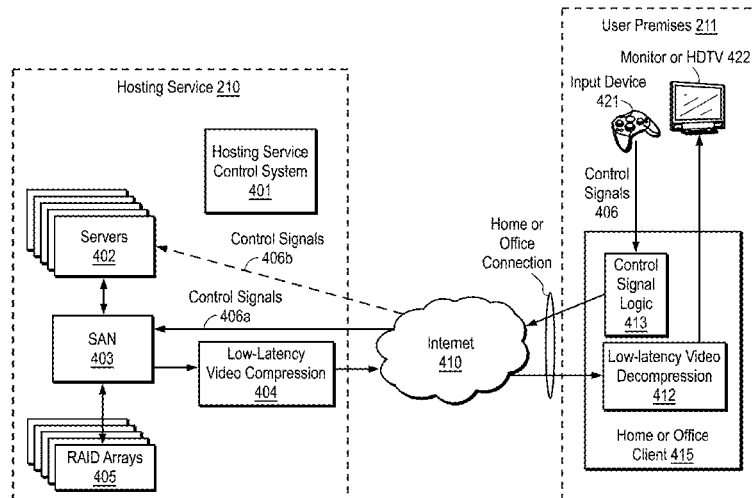 User Premises 211
Monitor or HDTV 422
Input Device
421
Hosting Service 210
Hosting Service
Control System
401
Control
Signals
406
Servers
402
Control Signals
406b
Home or
Office
Connection
Control
Signal
Logic
413
Control Signals
406a
SAN
403
Low-Latency
Video Compression
404
Internet
410
Low-latency Video
Decompression
412
RAID Arrays
405
Home or Office
Client 415